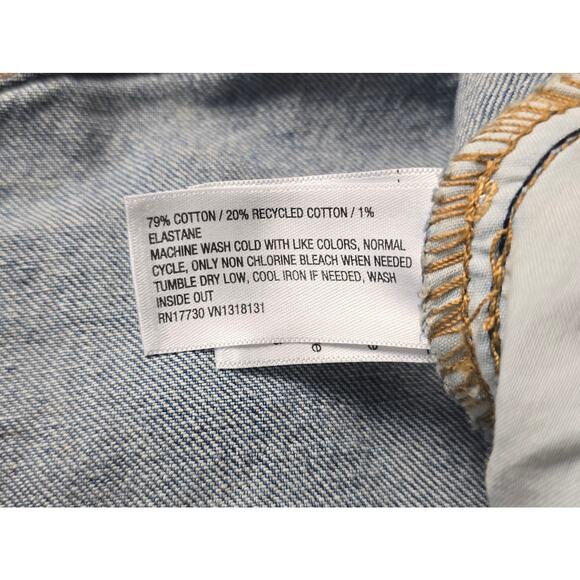 79% COTTON / 20% RECYCLED COTTON / 1%
ELASTANE
MACHINE WASH COLD WITH LIKE COLORS, NORMAL
CYCLE, ONLY NON CHLORINE BLEACH WHEN NEEDED
TUMBLE DRY LOW, COOL IRON IF NEEDED, WASH
INSIDE OUT
RN17730 VN1318131